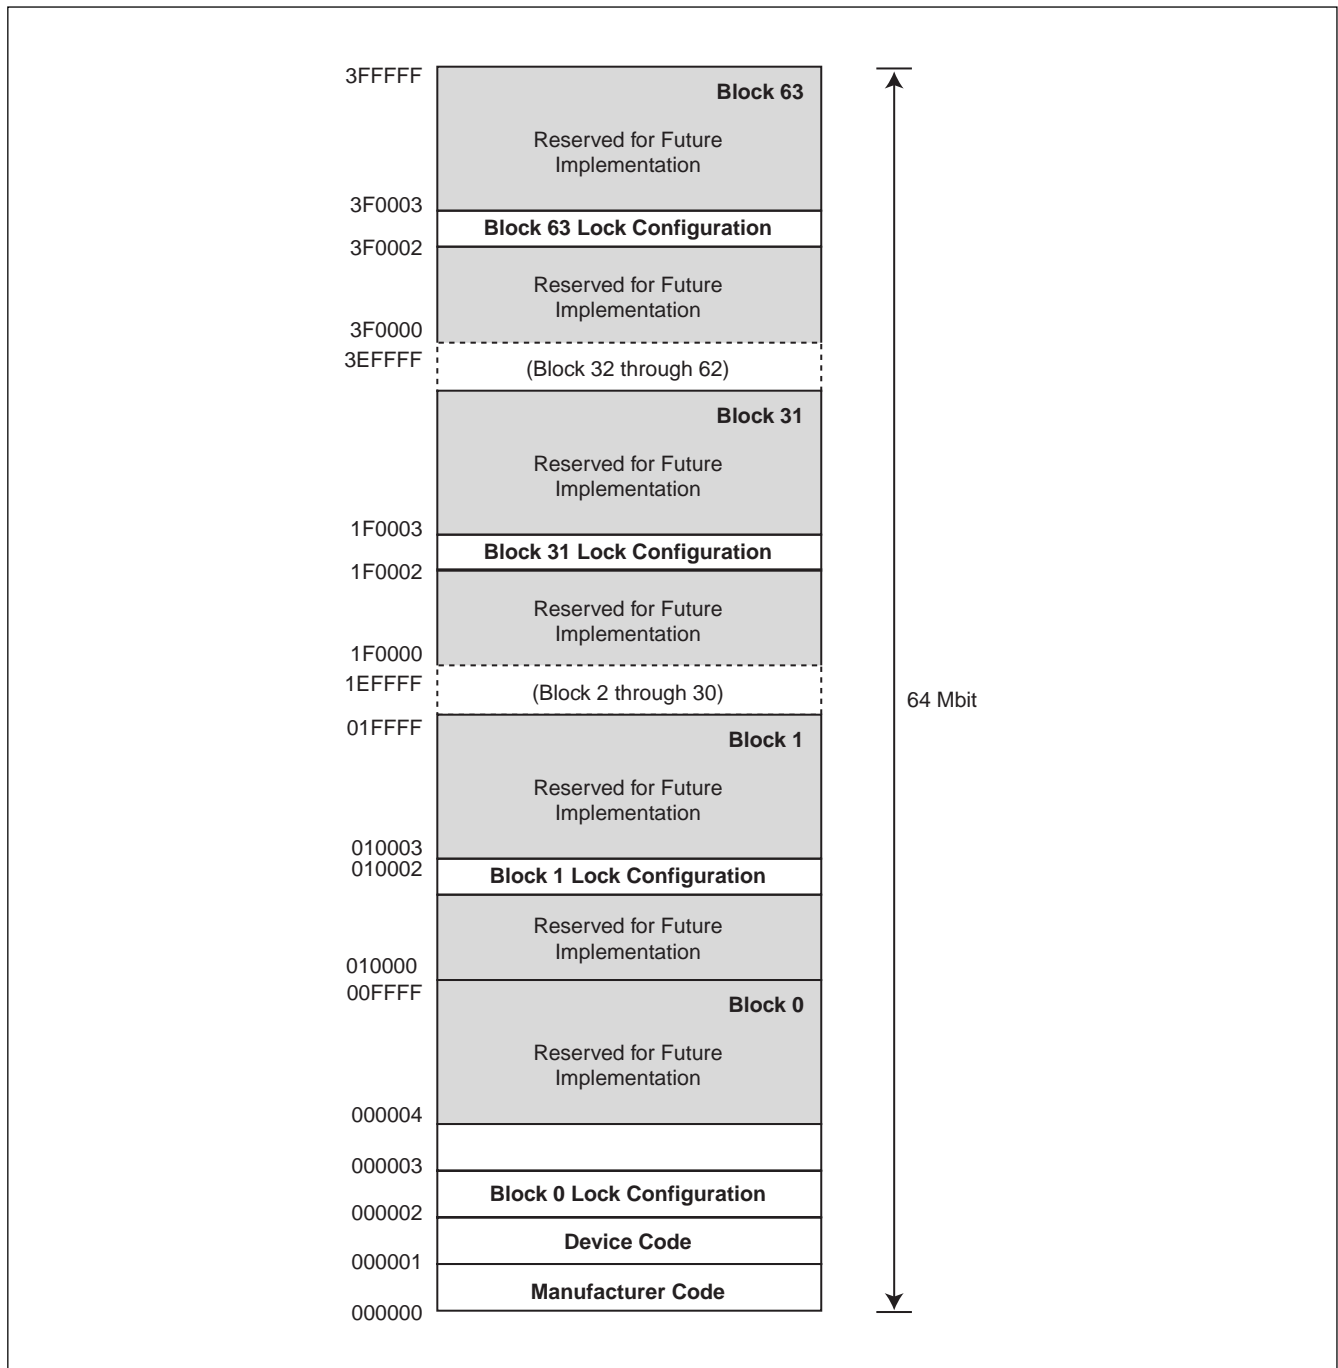 3FFFFF
Block 63
Reserved for Future
Implementation
3F0003
Block 63 Lock Configuration
3F0002
Reserved for Future
Implementation
3F0000
3EFFFF
(Block 32 through 62)
Block 31
Reserved for Future
Implementation
1F0003
Block 31 Lock Configuration
1F0002
Reserved for Future
Implementation
1F0000
1EFFFF
(Block 2 through 30)
64 Mbit
01FFFF
Block 1
Reserved for Future
Implementation
010003
010002
Block 1 Lock Configuration
Reserved for Future
Implementation
010000
00FFFF
Block 0
Reserved for Future
Implementation
000004
000003
Block 0 Lock Configuration
000002
Device Code
000001
Manufacturer Code
000000